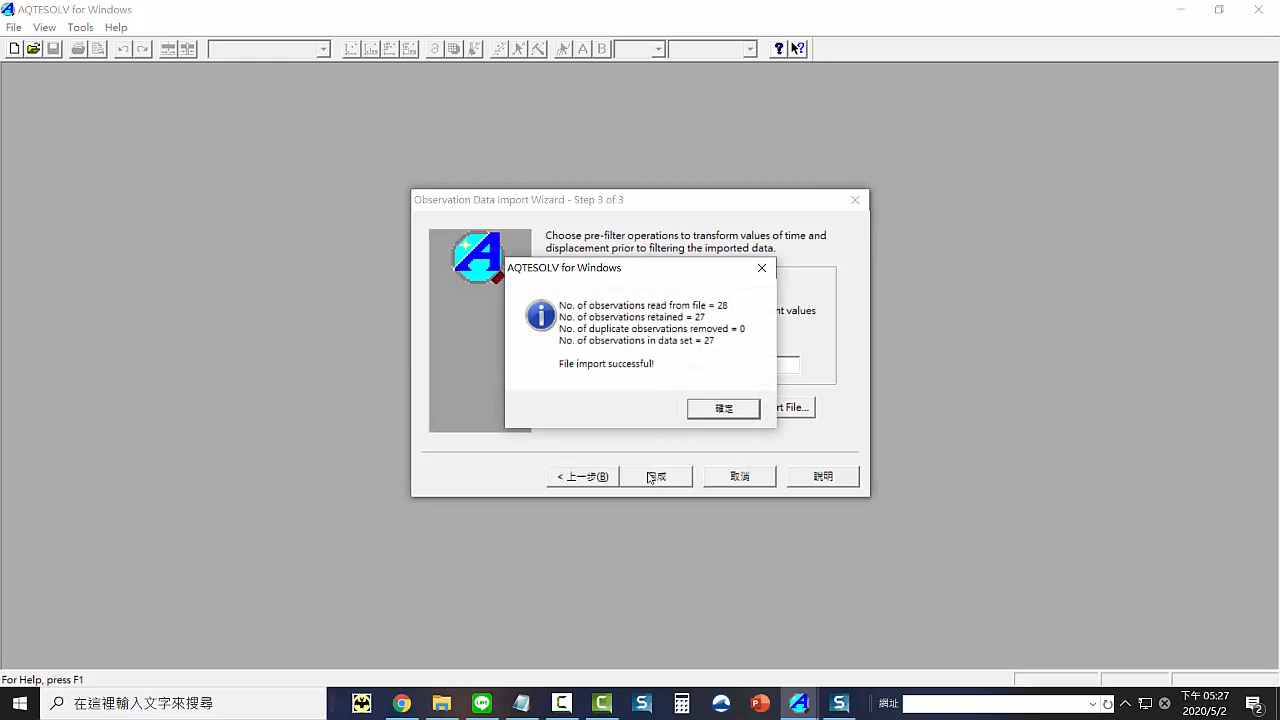 AQTESOLV for Windows
File View Tools Help
Observation Data Import Wizard - Step 3 of 3
Choose pre-filter operations to transform values of time and
displacement prior to filtering the imported data.
AQTESOLV for Windows
No. of observations read from file = 28
nt values
No. of observations retained = 27
No. of duplicate observations removed = 0
No. of observations in data set = 27
File import successful!
確定
rt File...
< 上一步(B)
完成
取消
說明
For Help, press F1
在這裡輸入文字來搜尋
網址
下午 05:27
2020/5/2
2